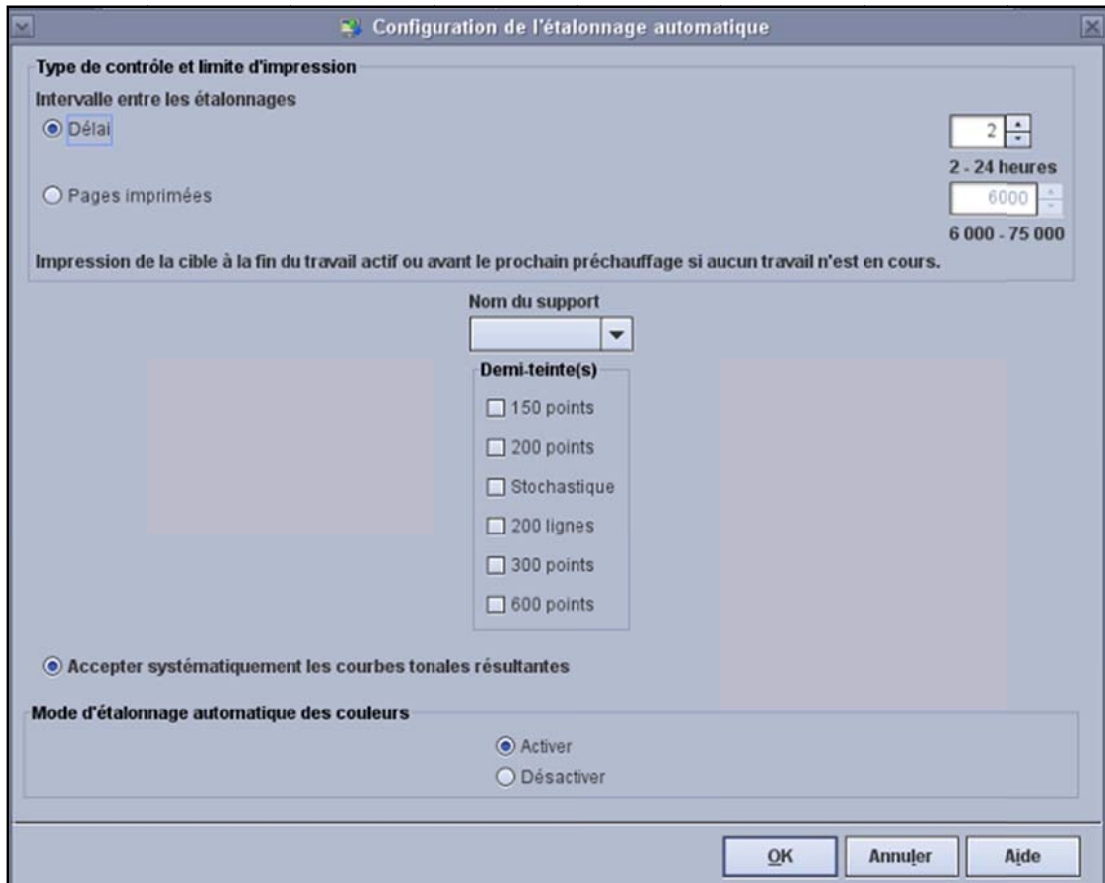 Configuration de l'étalonnage automatique
Type de contrôle et limite d'impression
Intervalle entre les étalonnages
Délai
2
2 - 24 heures
Pages imprimées
6000
6 000 - 75 000
Impression de la cible à la fin du travail actif ou avant le prochain préchauffage si aucun travail n'est en cours.
Nom du support
Demi-teinte(s)
150 points
200 points
Stochastique
200 lignes
300 points
600 points
Accepter systématiquement les courbes tonales résultantes
Mode d'étalonnage automatique des couleurs
Activer
Désactiver
OK Annuler Aide